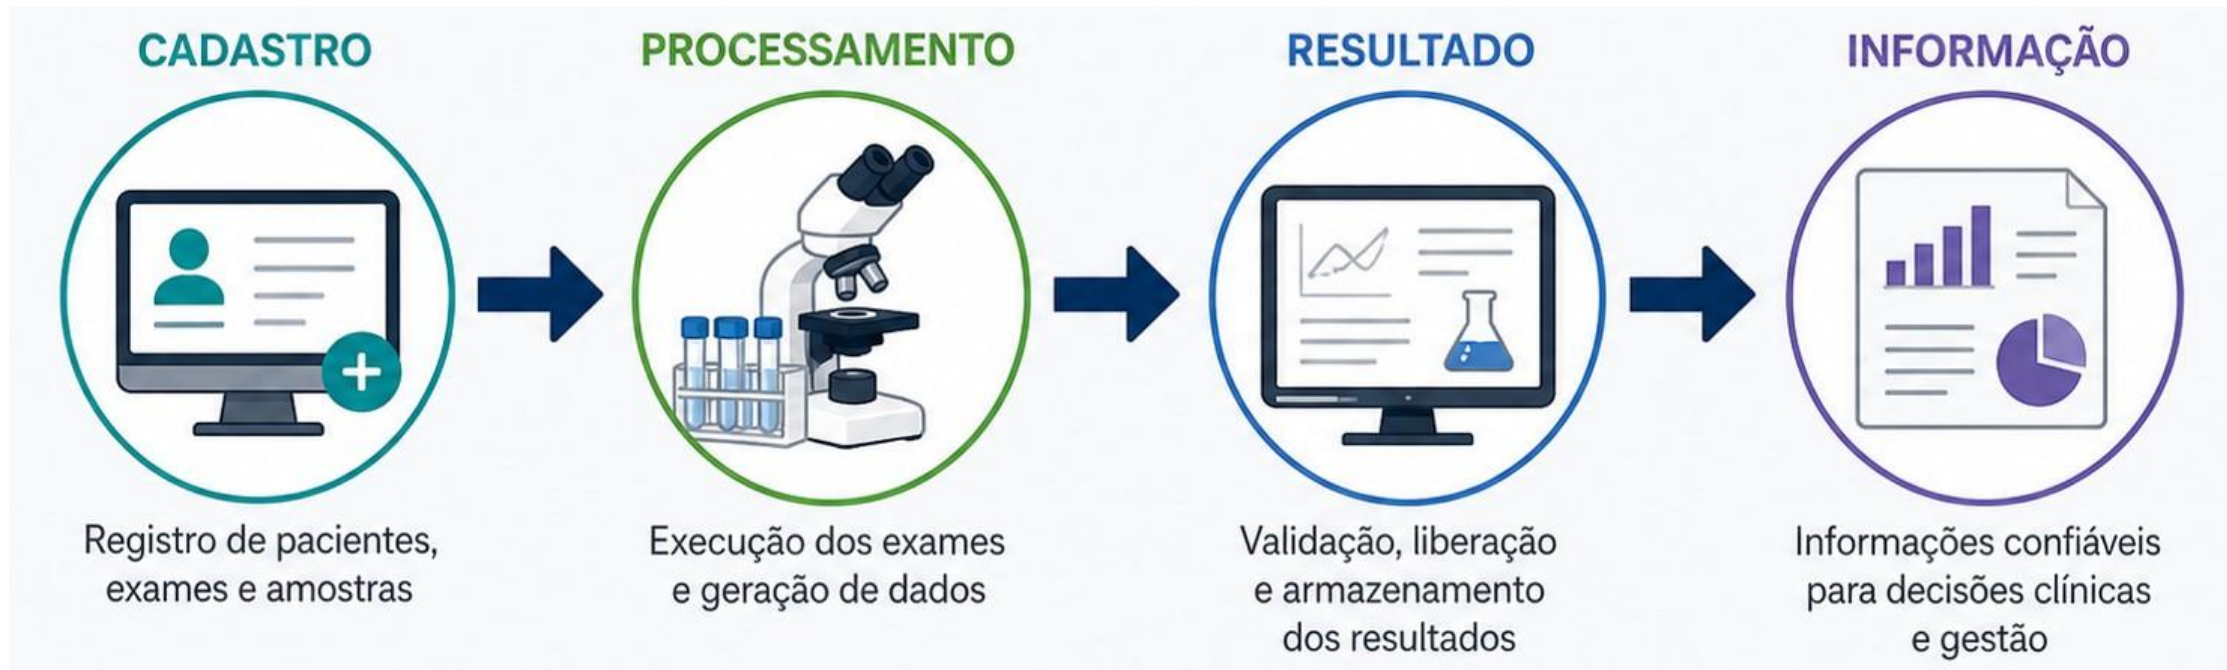 CADASTRO
Registro de pacientes,
exames e amostras
PROCESSAMENTO
Execução dos exames
e geração de dados
RESULTADO
Validação, liberação
e armazenamento
dos resultados
INFORMAÇÃO
Informações confiáveis
para decisões clínicas
e gestão